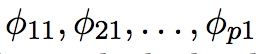 ϕ₁₁, ϕ₂₁, . . . , ϕₚ₁